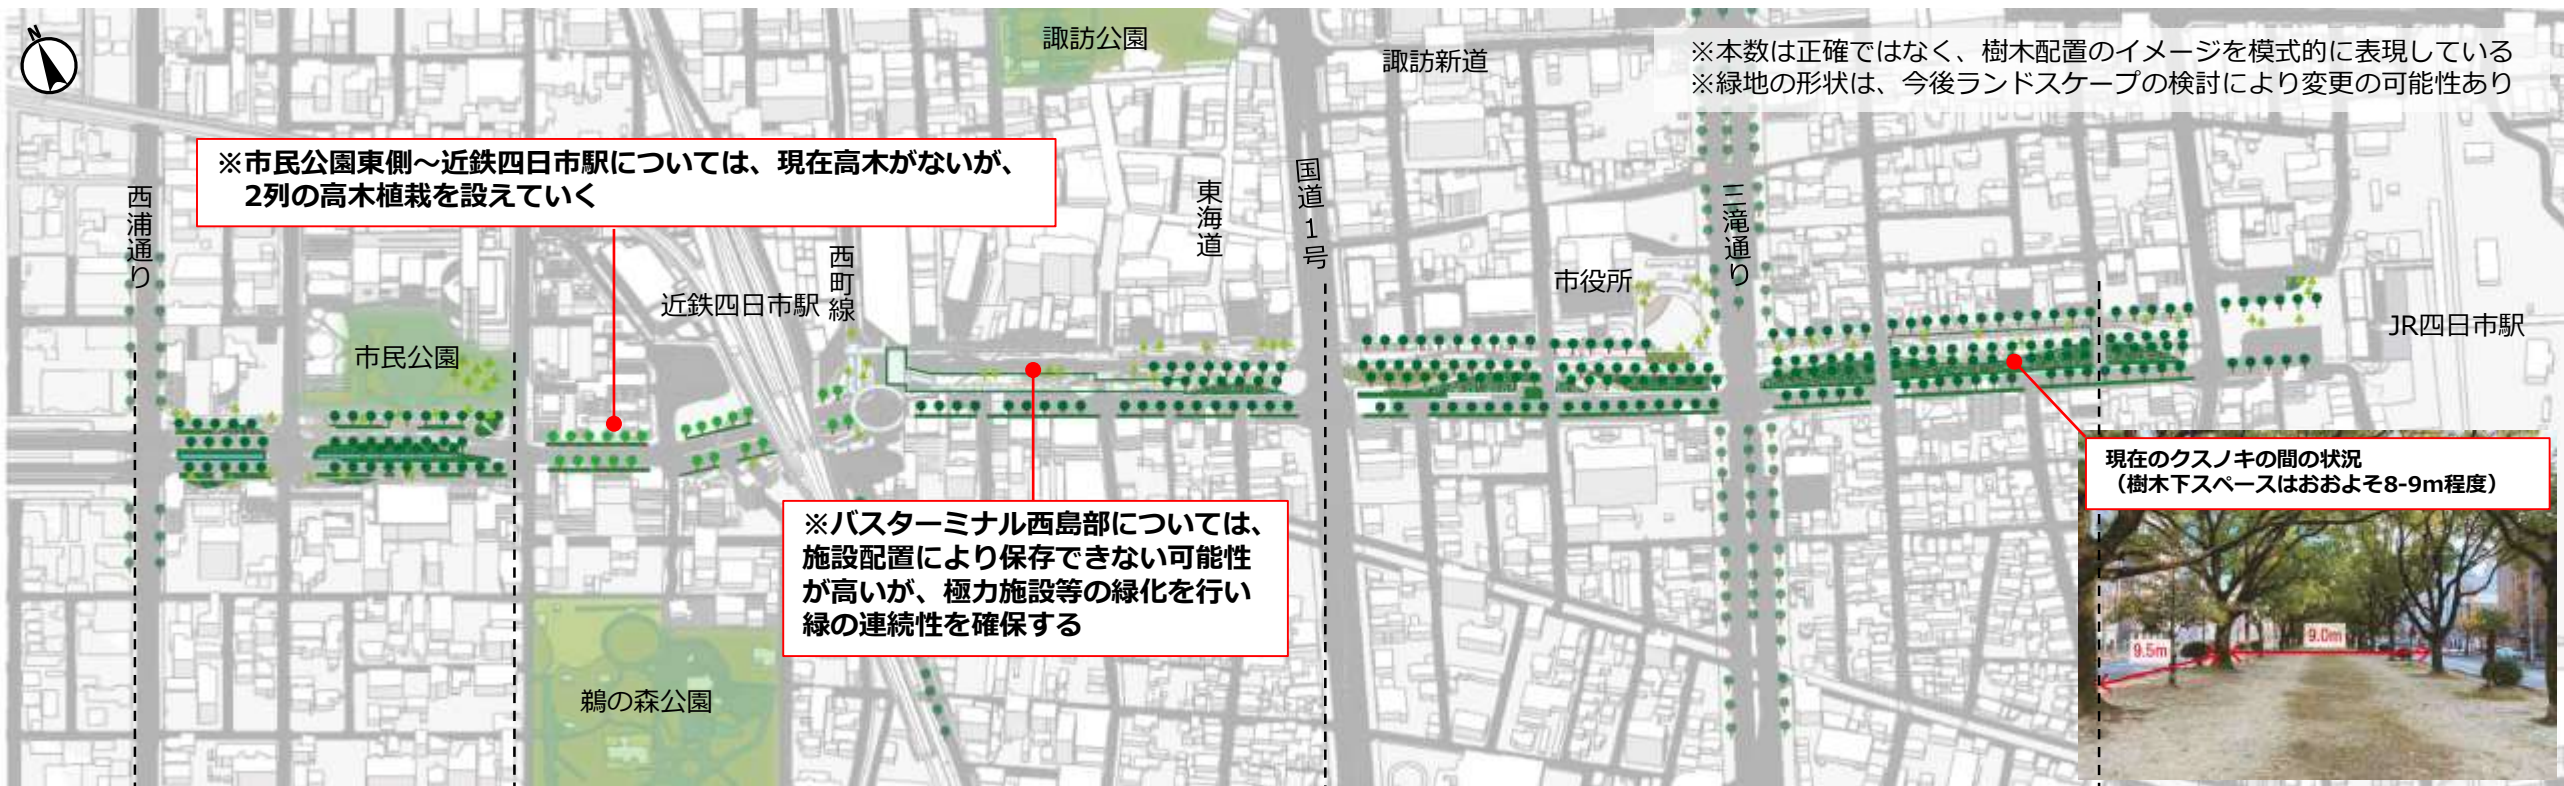 N
諏訪公園
諏訪新道
※本数は正確ではなく、樹木配置のイメージを模式的に表現している
※緑地の形状は、今後ランドスケープの検討により変更の可能性あり
※市民公園東側～近鉄四日市駅については、現在高木がないが、
2列の高木植栽を設えていく
西浦通り
市民公園
近鉄四日市駅
西町線
東海道
国道1号
市役所
三滝通り
JR四日市駅
※バスターミナル西島部については、
施設配置により保存できない可能性
が高いが、極力施設等の緑化を行い
緑の連続性を確保する
現在のクスノキの間の状況
（樹木下スペースはおおよそ8-9m程度）
9.5m
9.0m
鵜の森公園